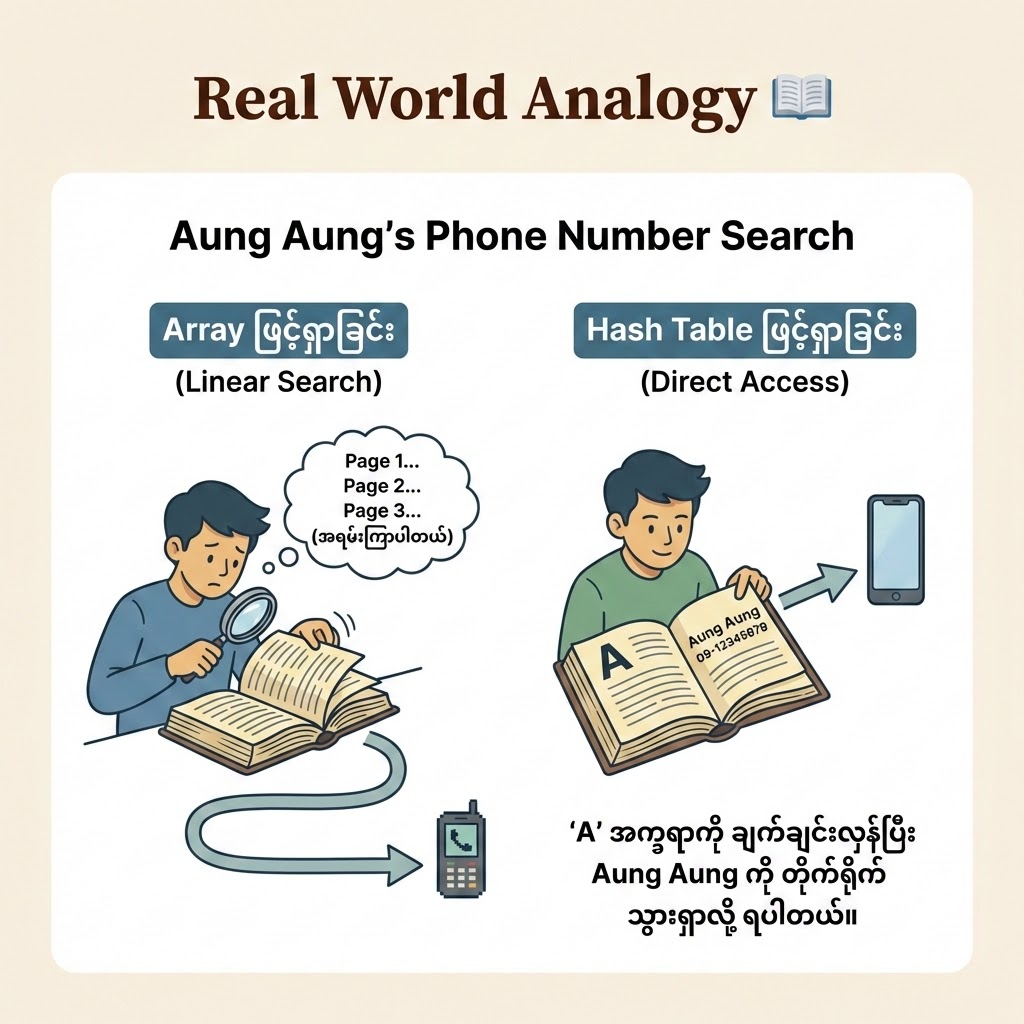 Real World Analogy 📖
Aung Aung's Phone Number Search
Array ဖြင့်ရှာခြင်း
(Linear Search)
Page 1...
Page 2...
Page 3...
(အရမ်းကြာပါတယ်)
Hash Table ဖြင့်ရှာခြင်း
(Direct Access)
A
Aung Aung
09-12346878
‘A’ အက္ခရာကို ချက်ချင်းလှန်ပြီး
Aung Aung ကို တိုက်ရိုက်
သွားရှာလို့ ရပါတယ်။